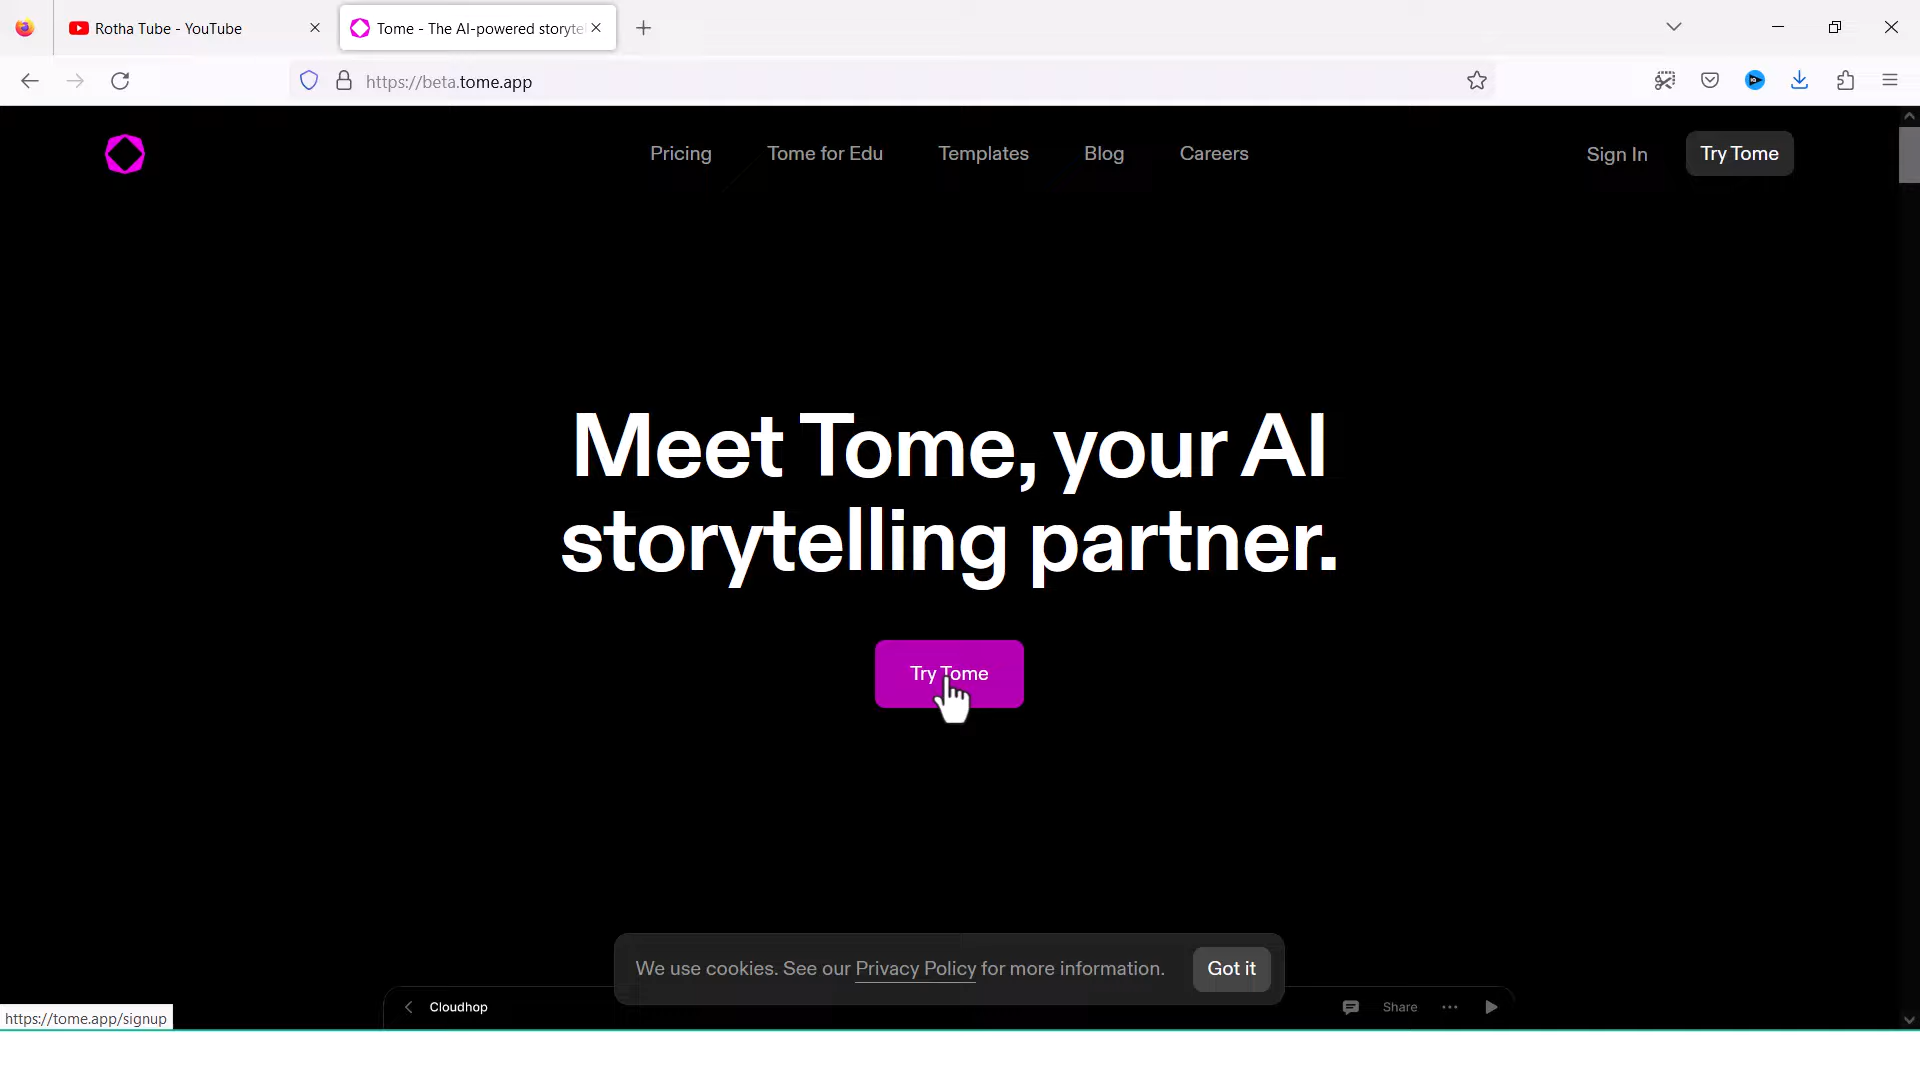 Rotha Tube - YouTube
Tome - The AI-powered storyte
https://beta.tome.app
Pricing
Tome for Edu
Templates
Blog
Careers
Sign In
Try Tome
Meet Tome, your AI
storytelling partner.
Try Tome
We use cookies. See our Privacy Policy for more information.
Got it
Cloudhop
Share
https://tome.app/signup